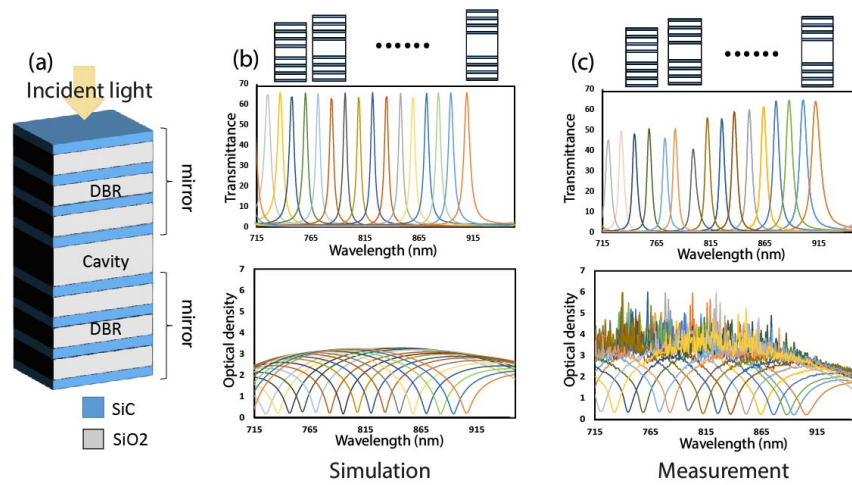 (a)
Incident light
DBR
Cavity
DBR
mirror
mirror
SiC
SiO2
(b)
Transmittance
70
60
50
40
30
20
10
0
715 765 815 865 915
Wavelength (nm)
Optical density
7
6
5
4
3
2
1
0
715 765 815 865 915
Wavelength (nm)
Simulation
(c)
Transmittance
70
60
50
40
30
20
10
0
715 765 815 865 915
Wavelength (nm)
Optical density
7
6
5
4
3
2
1
0
715 765 815 865 915
Wavelength (nm)
Measurement